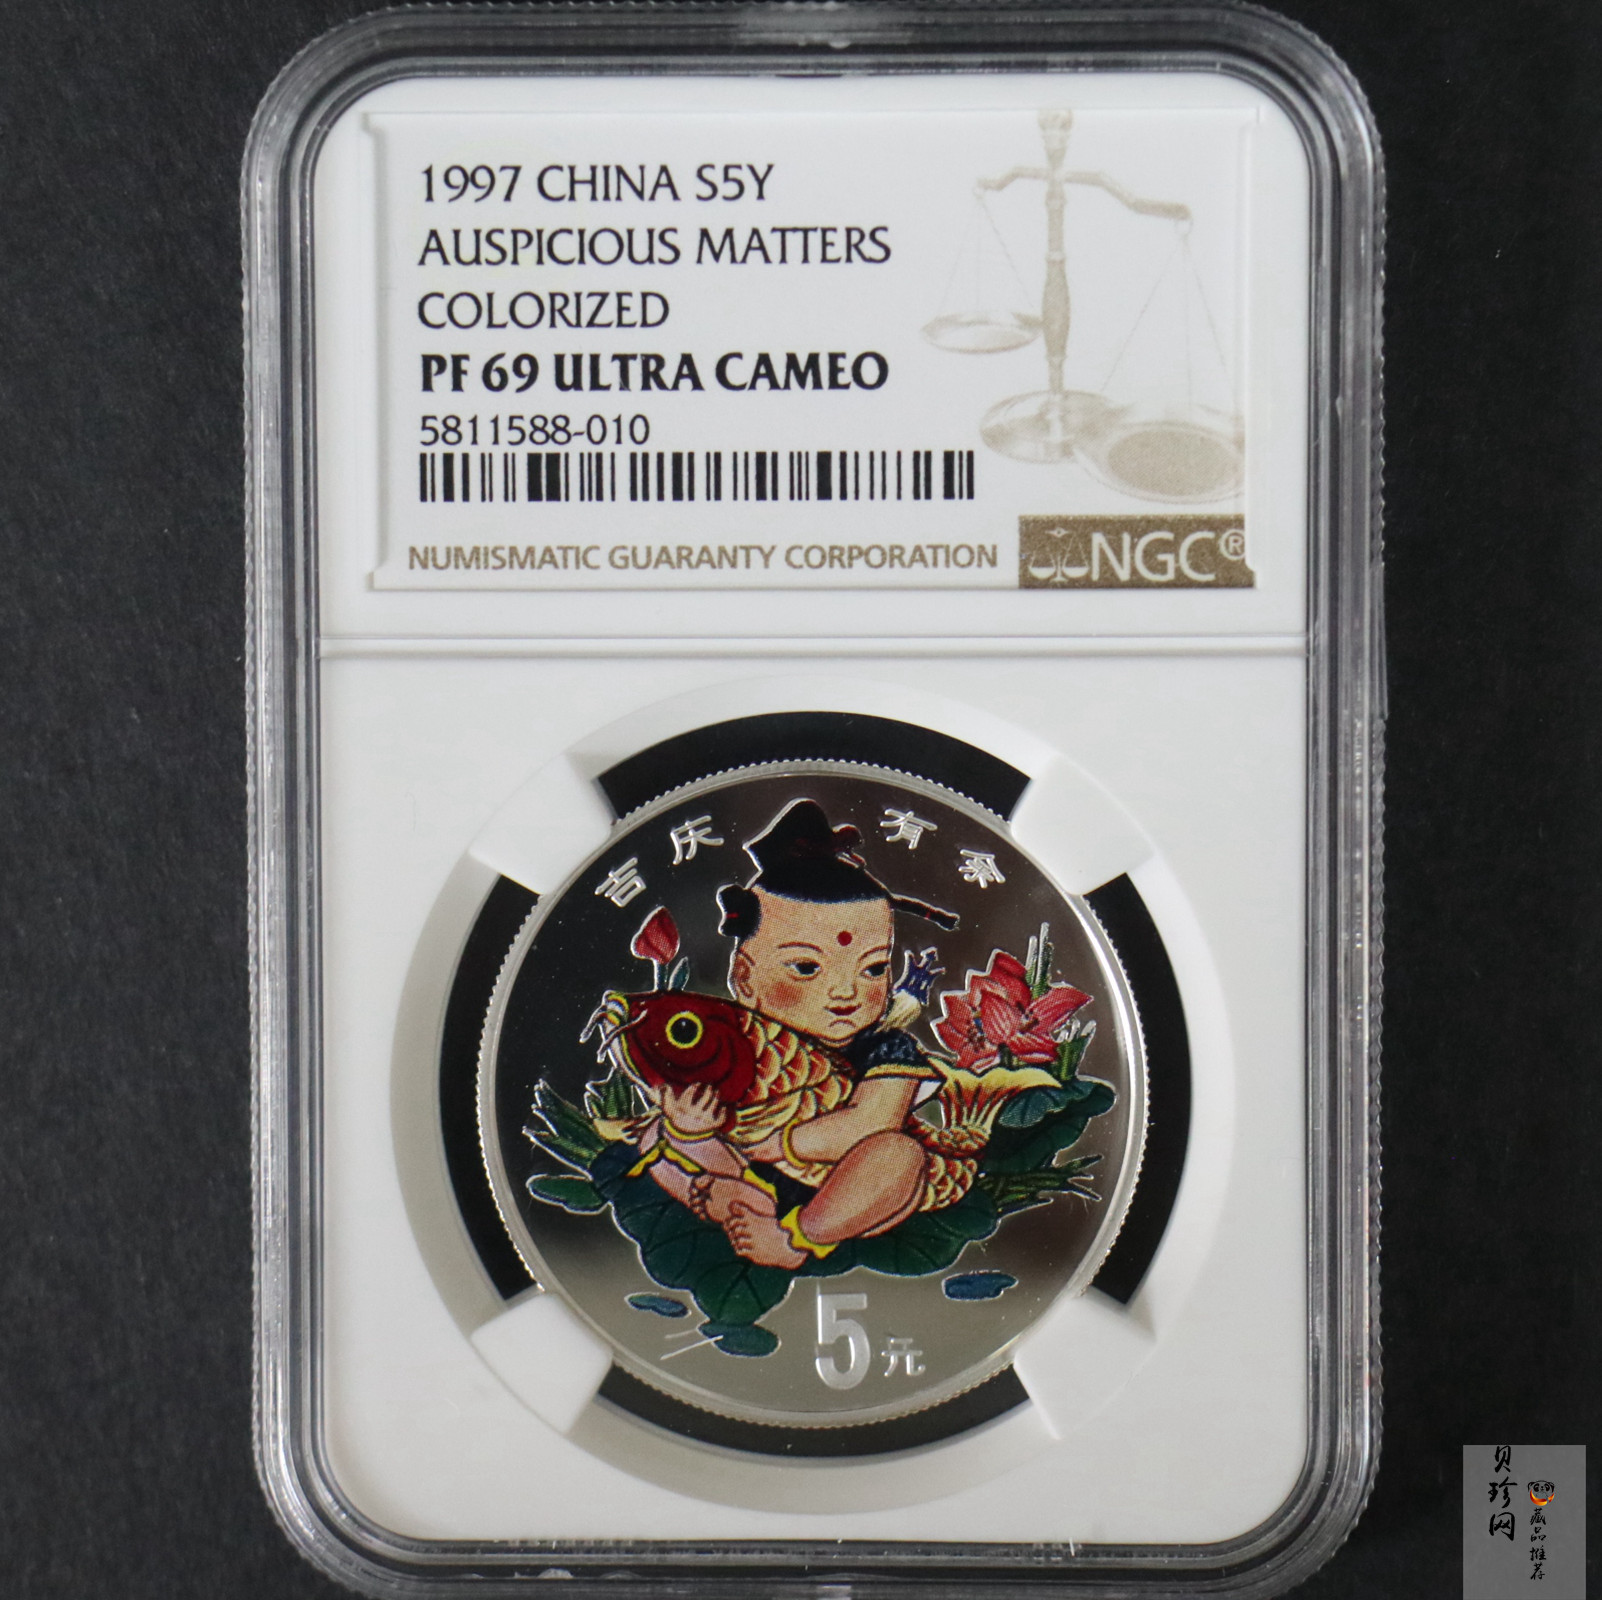 1997 CHINA S5Y
AUSPICIOUS MATTERS
COLORIZED
PF 69 ULTRA CAMEO
5811588-010
NUMISMATIC GUARANTY CORPORATION
NGC®
吉庆有余
5元
贝珍网
藏品推荐